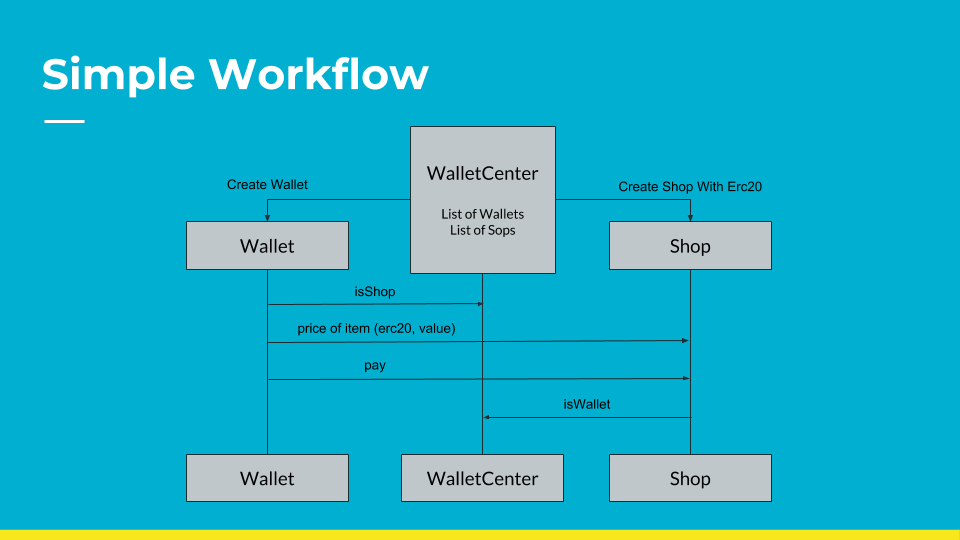 Simple Workflow
WalletCenter
List of Wallets
List of Sops
Create Wallet
Create Shop With Erc20
Wallet
Shop
isShop
price of item (erc20, value)
pay
isWallet
Wallet
WalletCenter
Shop